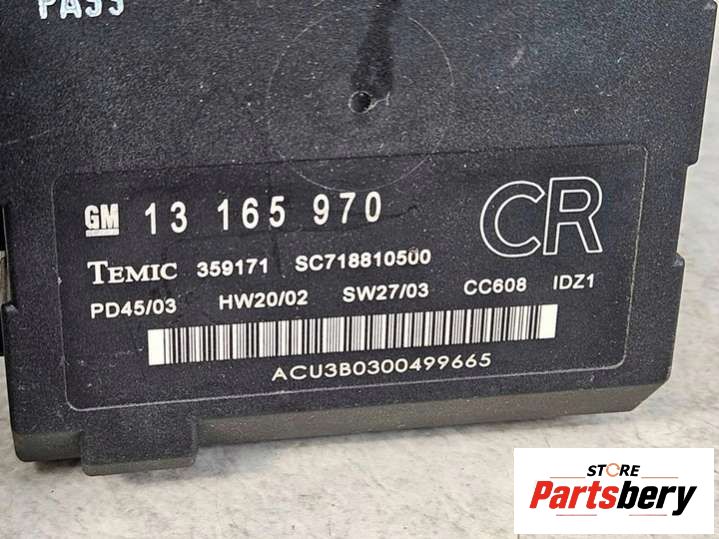 PASS
GM 13 165 970 CR
TEMIC 359171 SC718810500
PD45/03 HW20/02 SW27/03 CC608 IDZ1
ACU3B0300499665
STORE
Partsbery